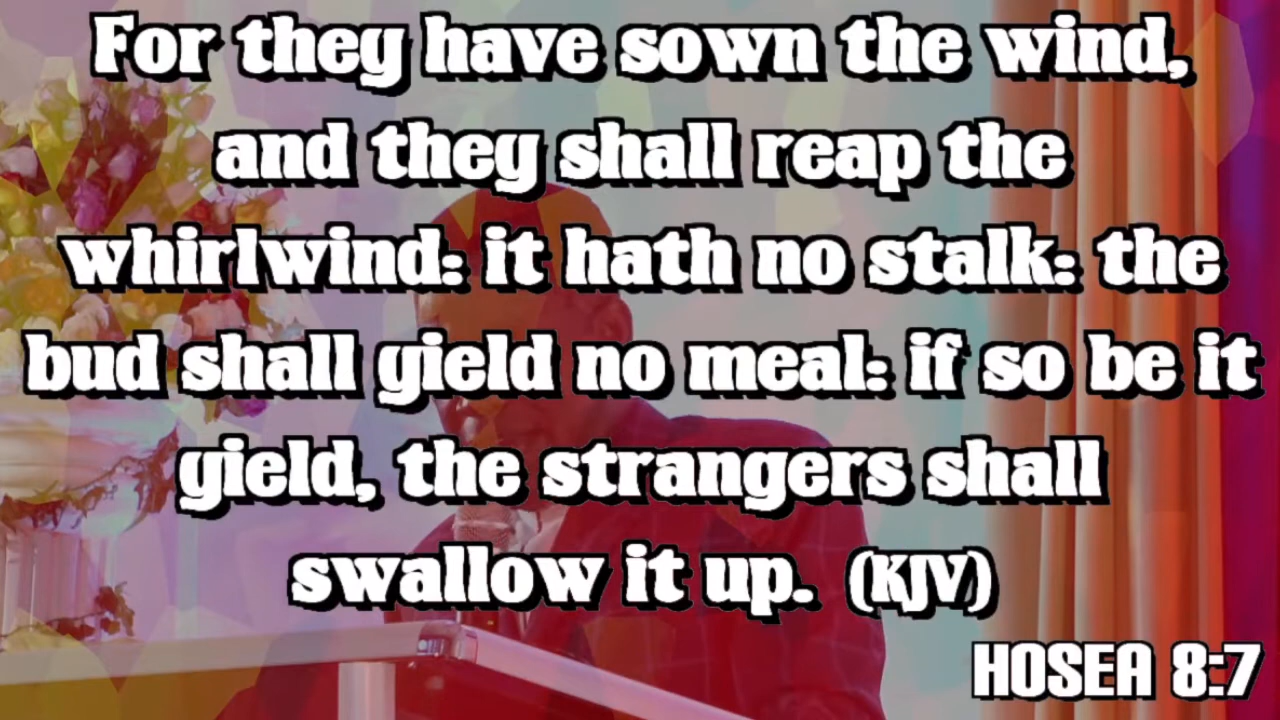 For they have sown the wind,
and they shall reap the
whirlwind: it hath no stalk: the
bud shall yield no meal: if so be it
yield, the strangers shall
swallow it up. (KJV)
HOSEA 8:7